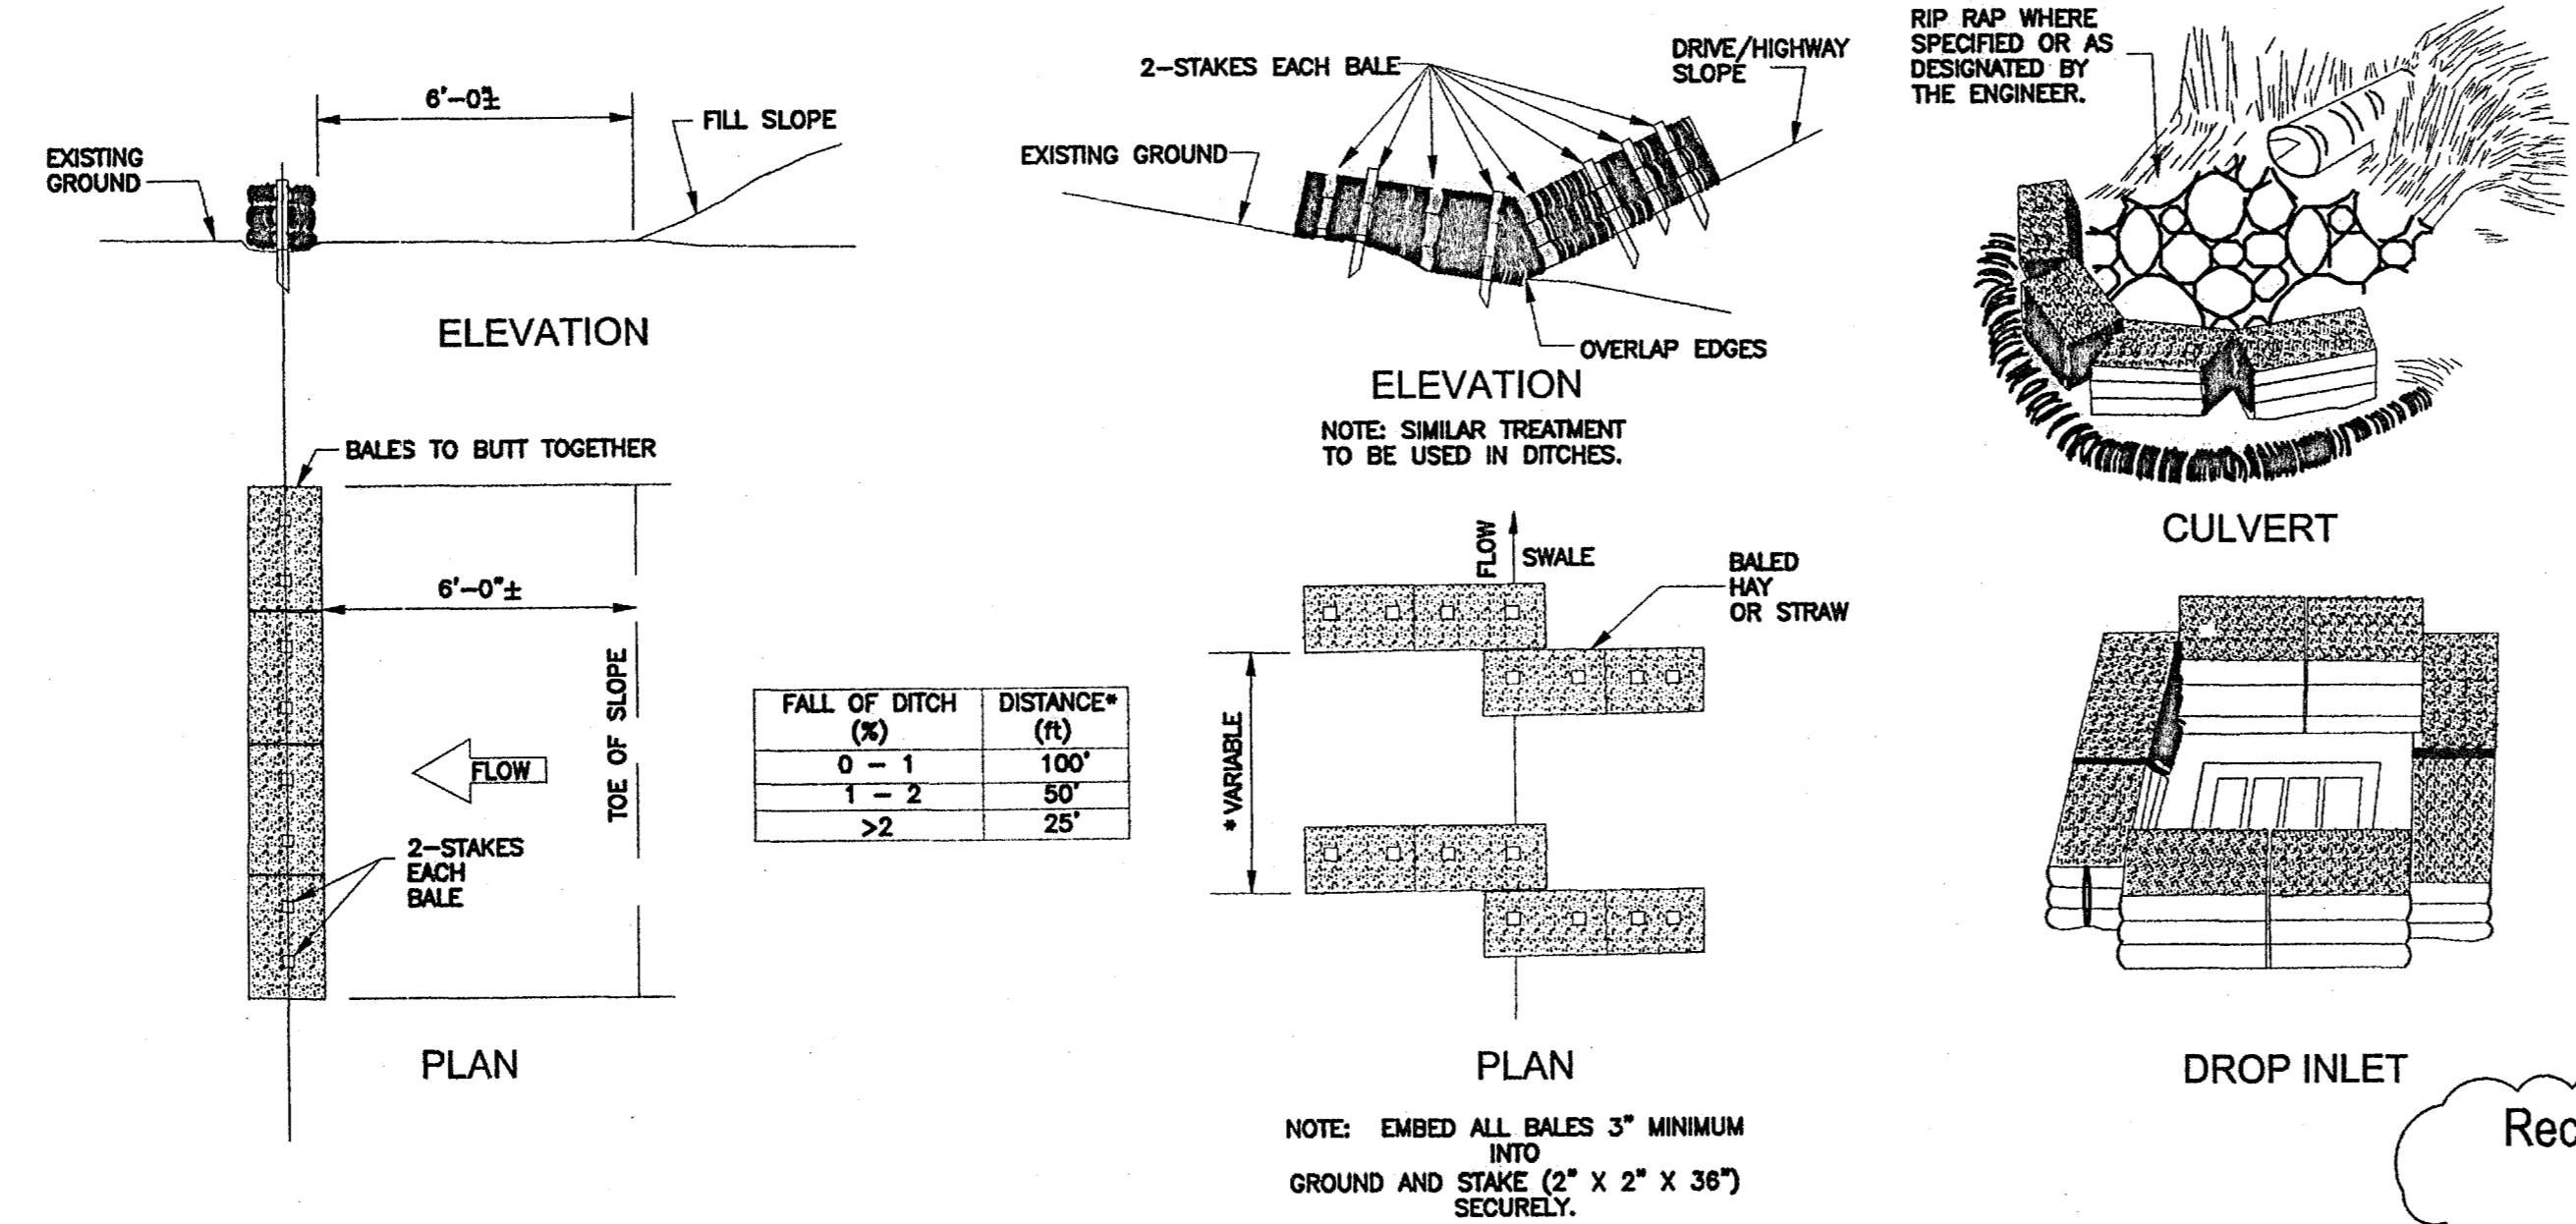 6'-0"±
FILL SLOPE
EXISTING
GROUND
ELEVATION
BALES TO BUTT TOGETHER
6'-0"±
TOE OF SLOPE
FLOW
2-STAKES
EACH
BALE
PLAN
FALL OF DITCH
(%)
DISTANCE*
(ft)
0 - 1
100'
1 - 2
50'
>2
25'
2-STAKES EACH BALE
DRIVE/HIGHWAY
SLOPE
EXISTING GROUND
OVERLAP EDGES
ELEVATION
NOTE: SIMILAR TREATMENT
TO BE USED IN DITCHES.
FLOW
SWALE
BALED
HAY
OR STRAW
*VARIABLE
PLAN
NOTE: EMBED ALL BALES 3" MINIMUM
INTO
GROUND AND STAKE (2" X 2" X 36")
SECURELY.
RIP RAP WHERE
SPECIFIED OR AS
DESIGNATED BY
THE ENGINEER.
CULVERT
DROP INLET
Rec